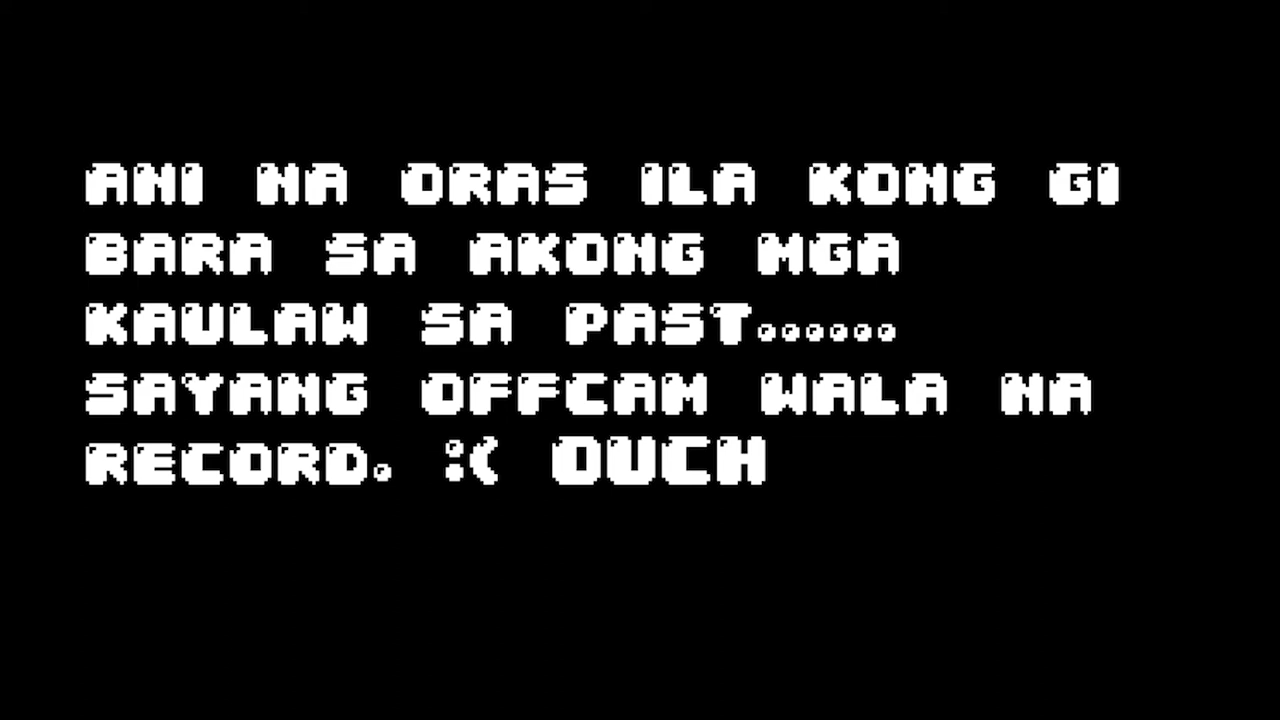 ANI NA ORAS ILA KONG GI
BARA SA AKONG MGA
KAULAW SA PAST......
SAYANG OFFCAM WALA NA
RECORD. :( OUCH